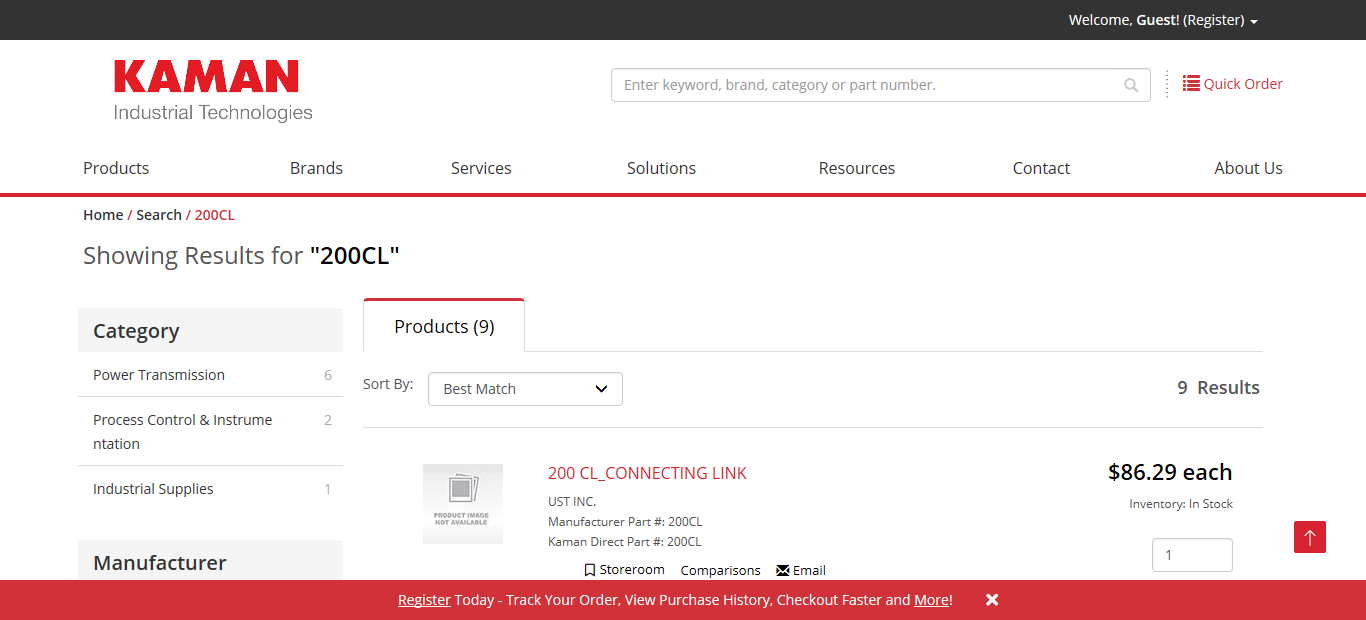 Welcome, Guest! (Register)
KAMAN
Industrial Technologies
Enter keyword, brand, category or part number.
Quick Order
Products Brands Services Solutions Resources Contact About Us
Home / Search / 200CL
Showing Results for "200CL"
Category
Power Transmission 6
Process Control & Instrume
ntation 2
Industrial Supplies 1
Manufacturer
Products (9)
Sort By: Best Match
9 Results
PRODUCT IMAGE
NOT AVAILABLE
200 CL_CONNECTING LINK
UST INC.
Manufacturer Part #: 200CL
Kaman Direct Part #: 200CL
Storeroom Comparisons Email
$86.29 each
Inventory: In Stock
1
Register Today - Track Your Order, View Purchase History, Checkout Faster and More!